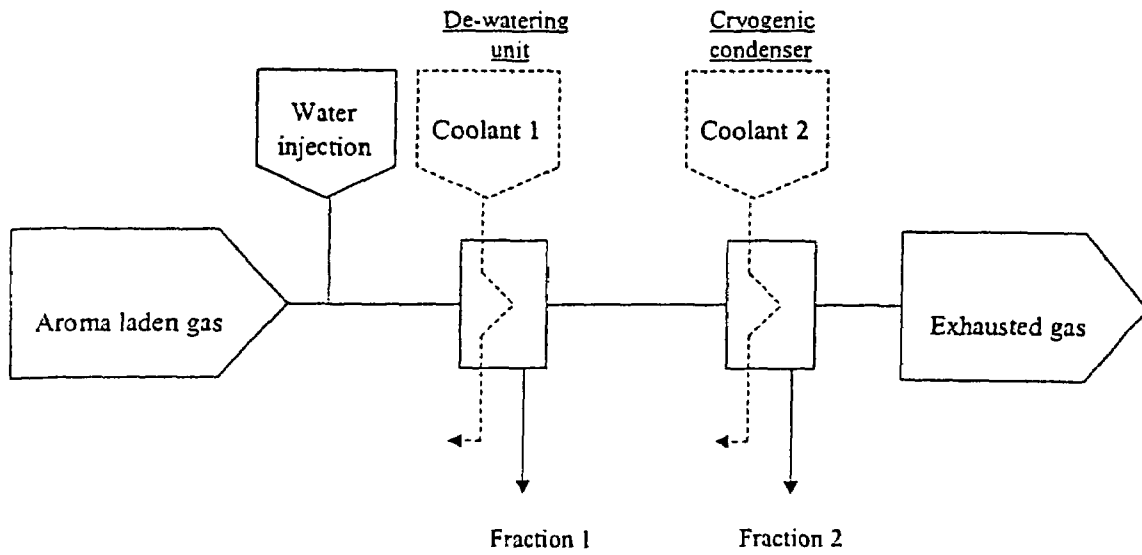 De-watering
unit
Cryogenic
condenser
Water
injection
Coolant 1
Coolant 2
Aroma laden gas
Exhausted gas
Fraction 1
Fraction 2